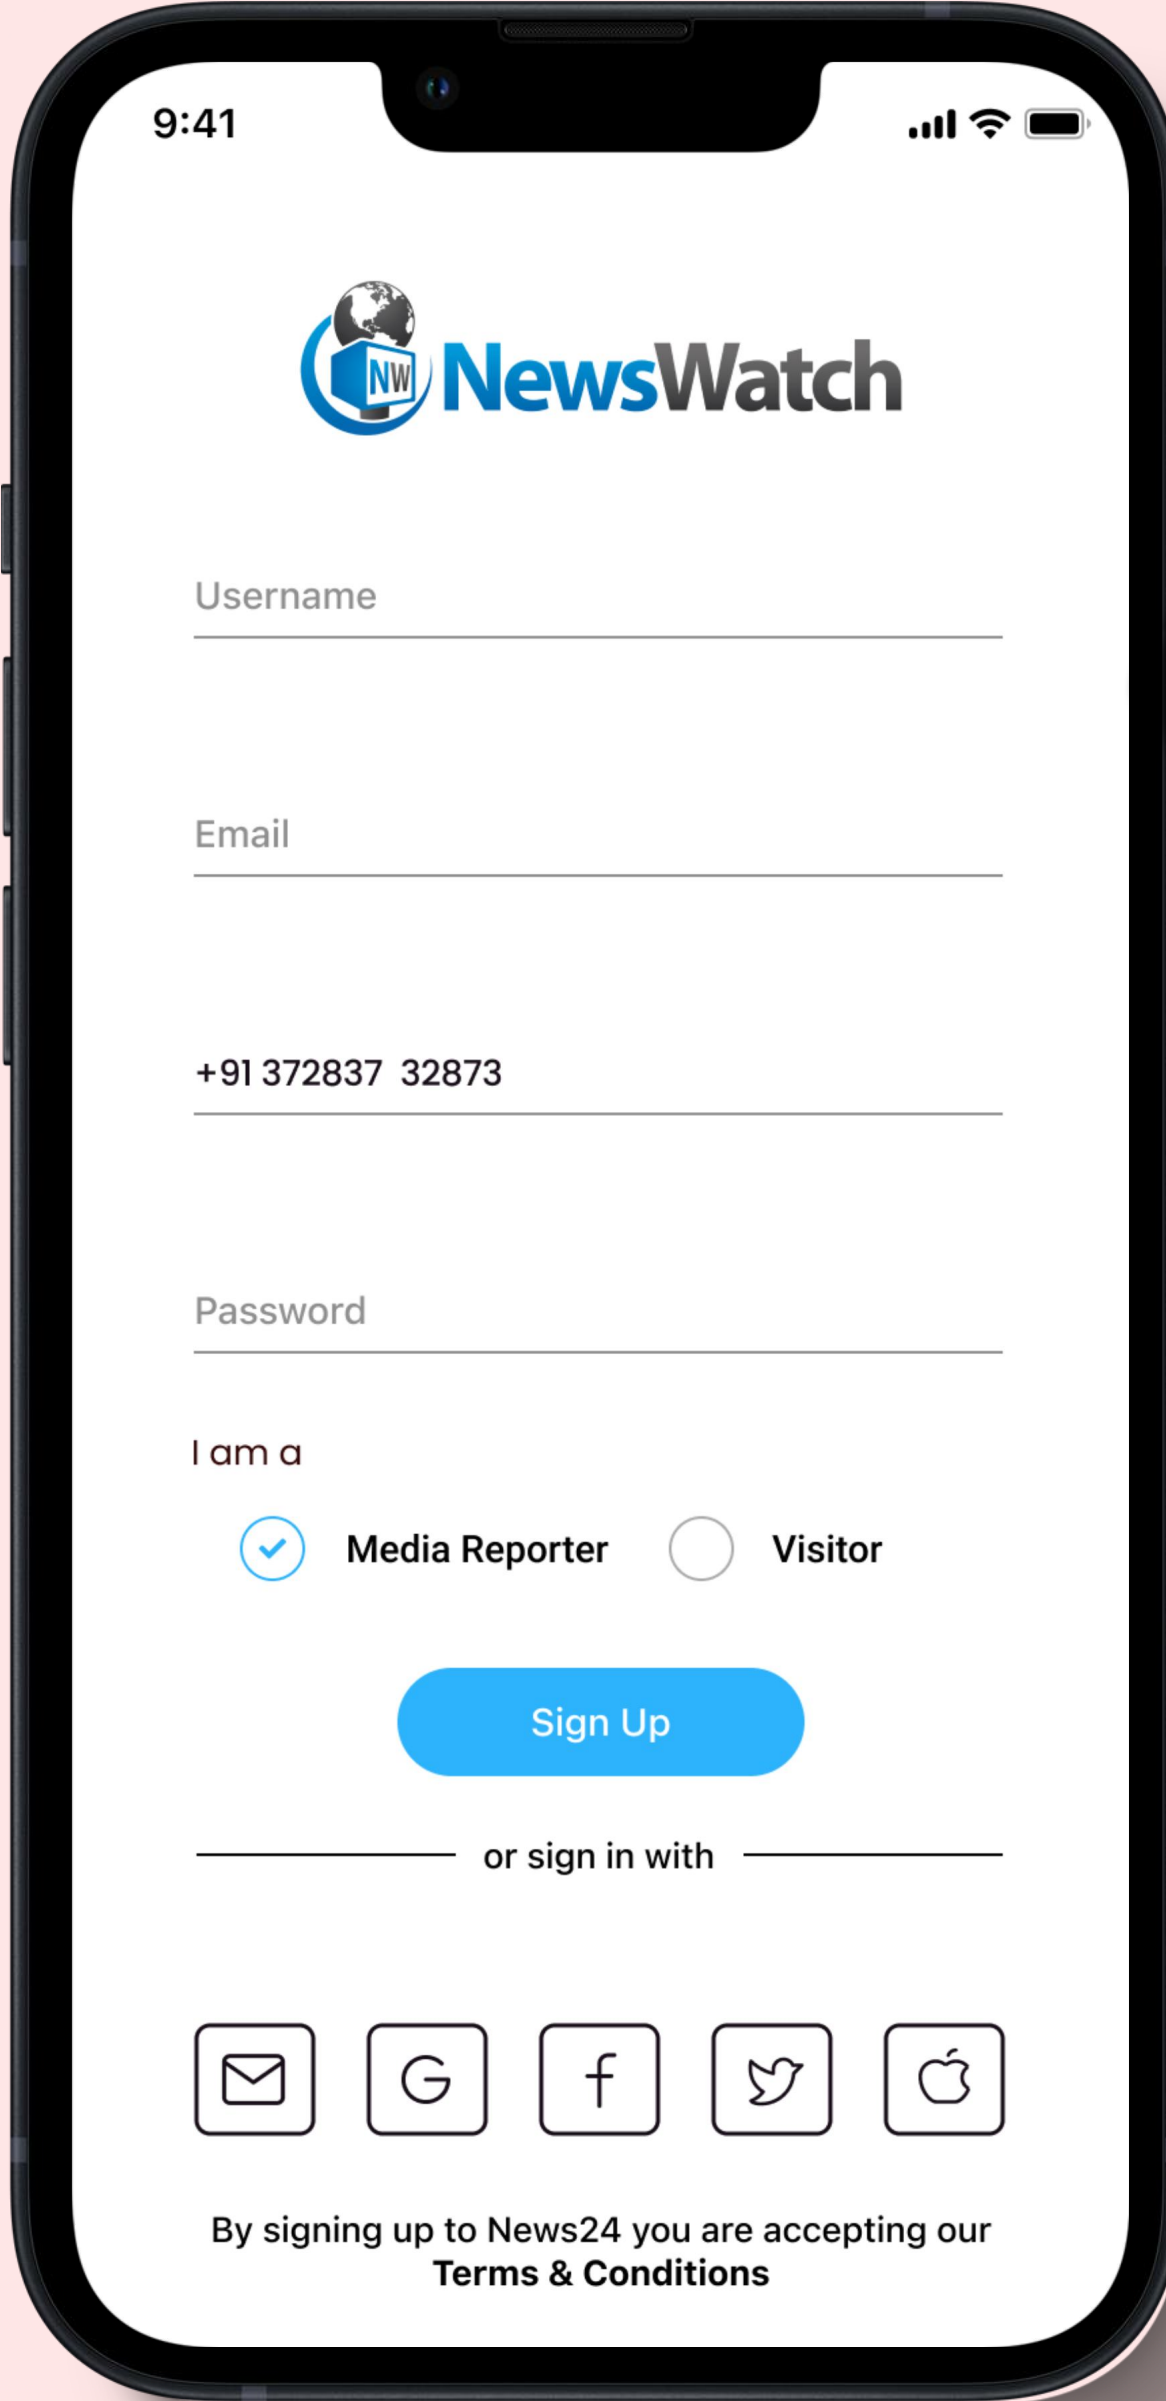 9:41
NW NewsWatch
Username
Email
+91 372837 32873
Password
I am a
Media Reporter Visitor
Sign Up
or sign in with
By signing up to News24 you are accepting our
Terms & Conditions